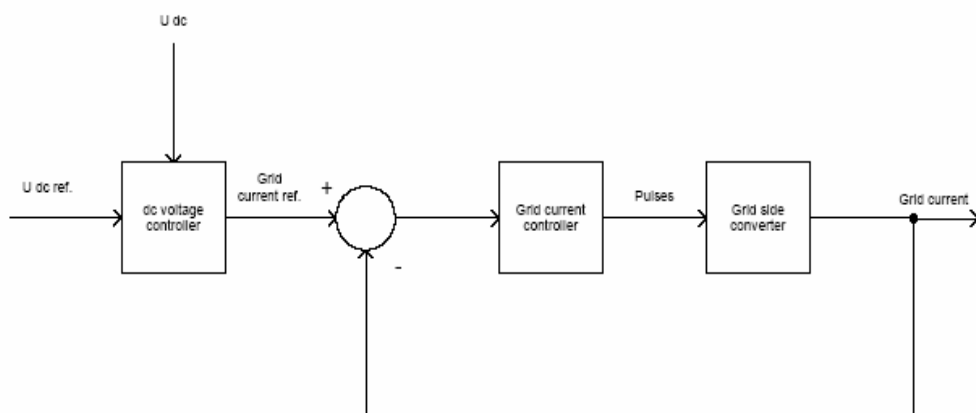 U dc
U dc ref.
dc voltage
controller
Grid
current ref.
+
-
Grid current
controller
Pulses
Grid side
converter
Grid current